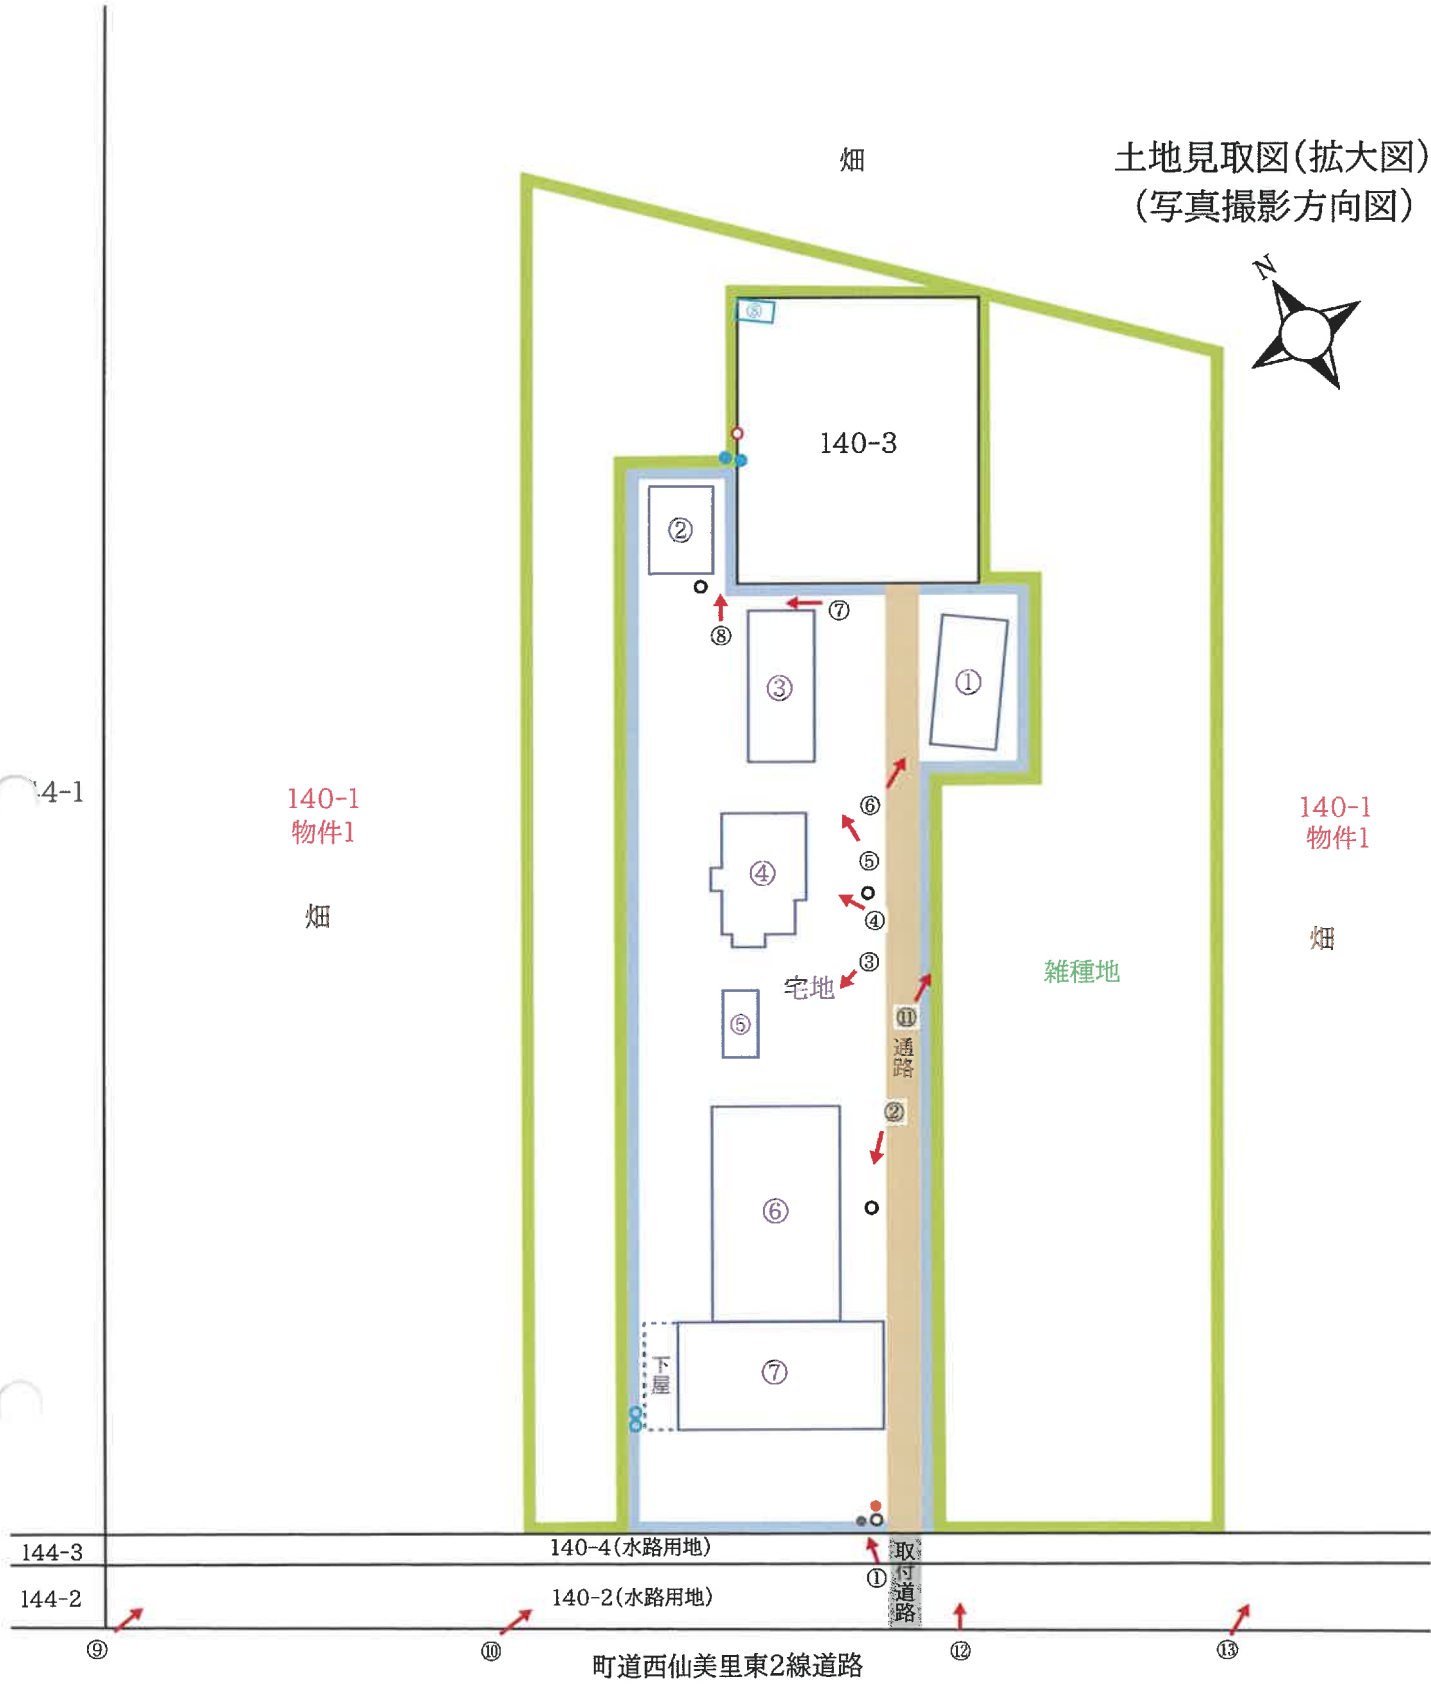 畑
土地見取図(拡大図)
(写真撮影方向図)
N
⑧
140-3
②
⑦
⑧
③
①
4-1
140-1
物件1
畑
⑥
⑤
④
④
③
宅地
⑤
⑪
通路
雑種地
140-1
物件1
畑
②
⑥
下屋
⑦
144-3
140-4(水路用地)
取付道路
①
144-2
140-2(水路用地)
⑨
⑩
⑫
⑬
町道西仙美里東2線道路